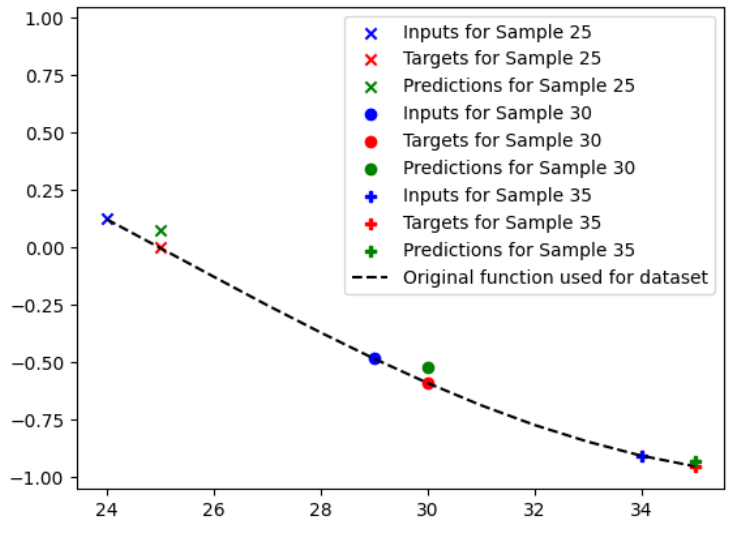 1.00
0.75
0.50
0.25
0.00
−0.25
−0.50
−0.75
−1.00
Inputs for Sample 25
Targets for Sample 25
Predictions for Sample 25
Inputs for Sample 30
Targets for Sample 30
Predictions for Sample 30
Inputs for Sample 35
Targets for Sample 35
Predictions for Sample 35
Original function used for dataset
24 26 28 30 32 34